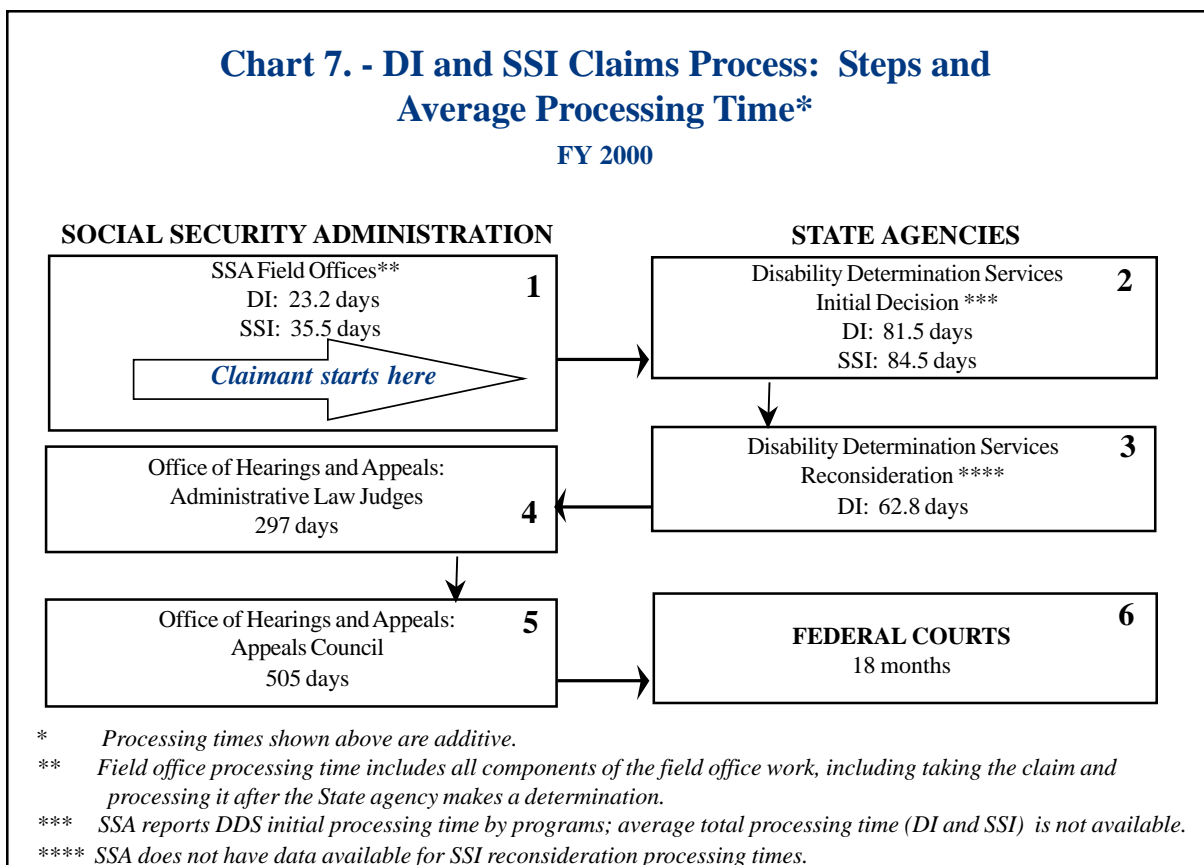 Chart 7. - DI and SSI Claims Process: Steps and
Average Processing Time*
FY 2000
SOCIAL SECURITY ADMINISTRATION
SSA Field Offices**
1
DI: 23.2 days
SSI: 35.5 days
Claimant starts here
STATE AGENCIES
Disability Determination Services
2
Initial Decision ***
DI: 81.5 days
SSI: 84.5 days
Disability Determination Services
3
Reconsideration ****
DI: 62.8 days
Office of Hearings and Appeals:
Administrative Law Judges
4
297 days
Office of Hearings and Appeals:
5
Appeals Council
505 days
6
FEDERAL COURTS
18 months
* Processing times shown above are additive.
** Field office processing time includes all components of the field office work, including taking the claim and
processing it after the State agency makes a determination.
*** SSA reports DDS initial processing time by programs; average total processing time (DI and SSI) is not available.
**** SSA does not have data available for SSI reconsideration processing times.